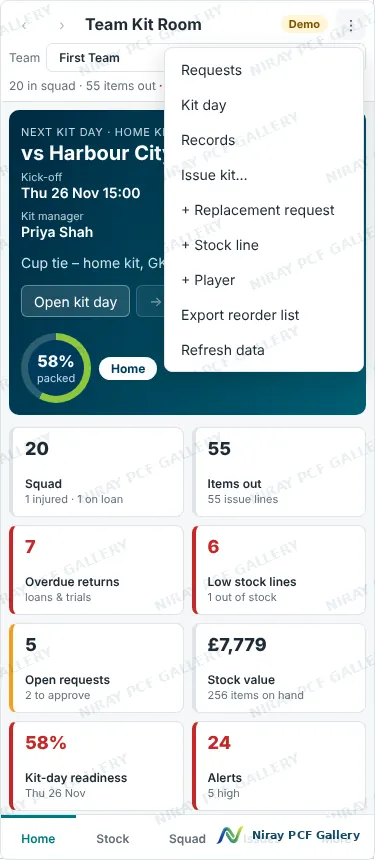 Team Kit Room
Demo
Team
First Team
20 in squad · 55 items out ·
NEXT KIT DAY · HOME
vs Harbour City
Kick-off
Thu 26 Nov 15:00
Kit manager
Priya Shah
Cup tie – home kit,
Open kit day
→
58%
packed
Home
Requests
Kit day
Records
Issue kit...
+ Replacement request
+ Stock line
+ Player
Export reorder list
Refresh data
20
Squad
1 injured · 1 on loan
55
Items out
55 issue lines
7
Overdue returns
loans & trials
6
Low stock lines
1 out of stock
5
Open requests
2 to approve
£7,779
Stock value
256 items on hand
58%
Kit-day readiness
Thu 26 Nov
24
Alerts
5 high
Home
Stock
Squad
Niray PCF Gallery
NIRAY PCF GALLERY